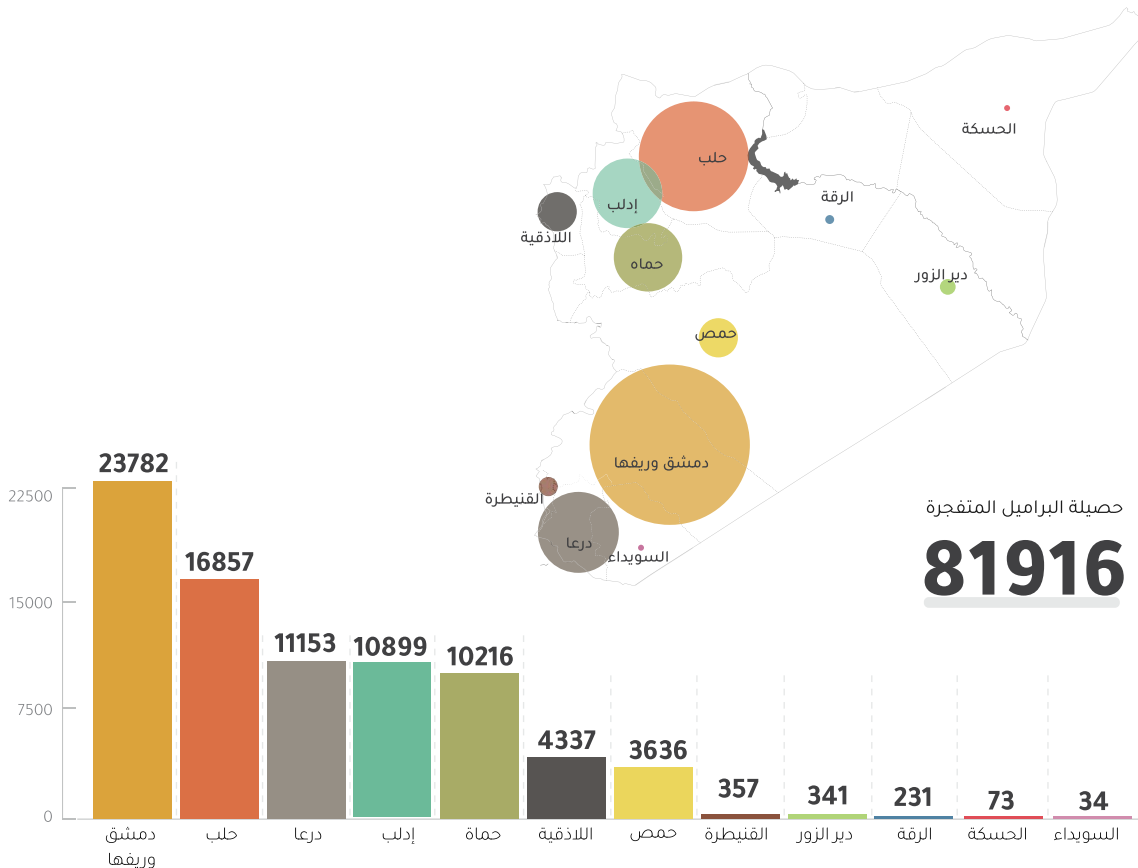 الحسكة
حلب
الرقة
إدلب
اللاذقية
حماه
دير الزور
حمص
دمشق وريفها
القنيطرة
درعا
السويداء
حصيلة البراميل المتفجرة
81916
22500
15000
7500
0
23782
16857
11153
10899
10216
4337
3636
357
341
231
73
34
دمشق
وريفها
حلب
درعا
إدلب
حماة
اللاذقية
حمص
القنيطرة
دير الزور
الرقة
الحسكة
السويداء